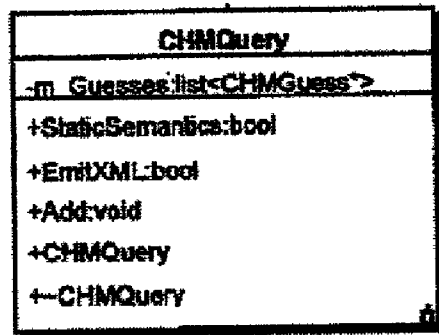 CHMQuery
-m_Guesses:list<CHMGuess*>
+StaticSemantics:bool
+EmitXML:bool
+Add:void
+CHMQuery
+~CHMQuery